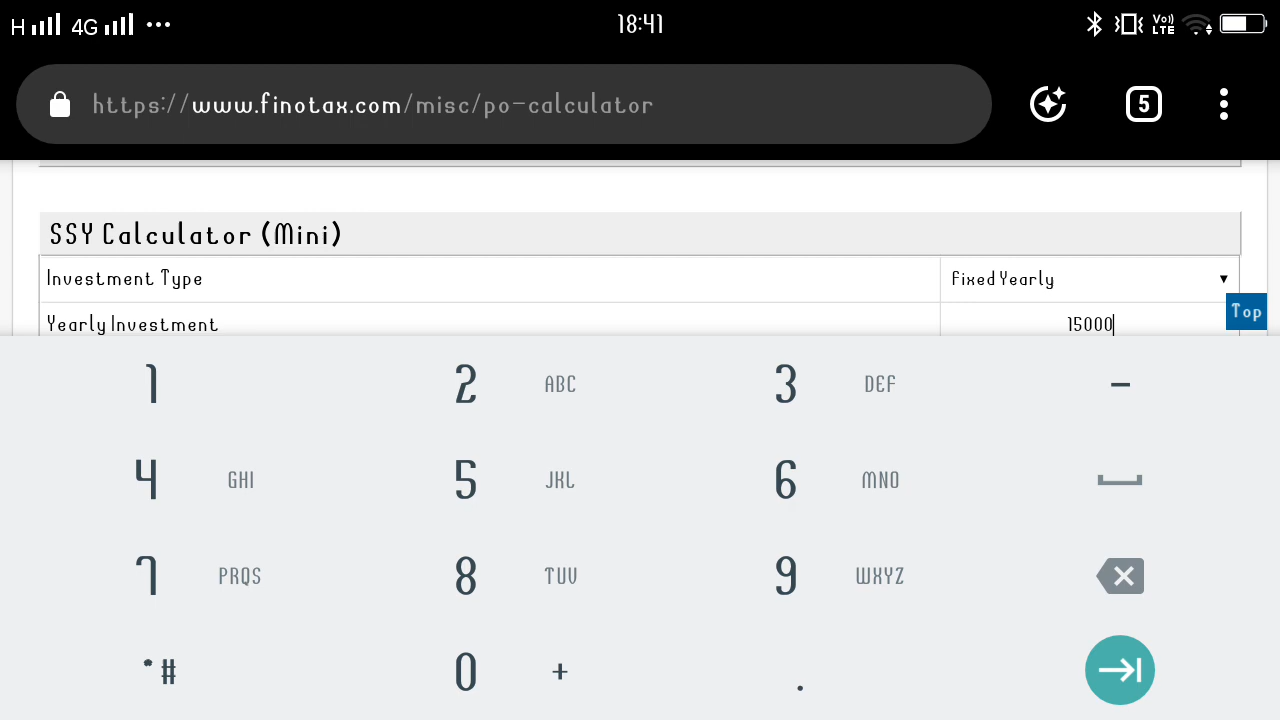 H 4G 18:41 Vo)) LTE
https://www.finotax.com/misc/po-calculator 5
SSY Calculator (Mini)
Investment Type Fixed Yearly
Top
Yearly Investment 15000
1 2 ABC 3 DEF -
4 GHI 5 JKL 6 MNO
7 PRQS 8 TUV 9 WXYZ
*# 0 + .